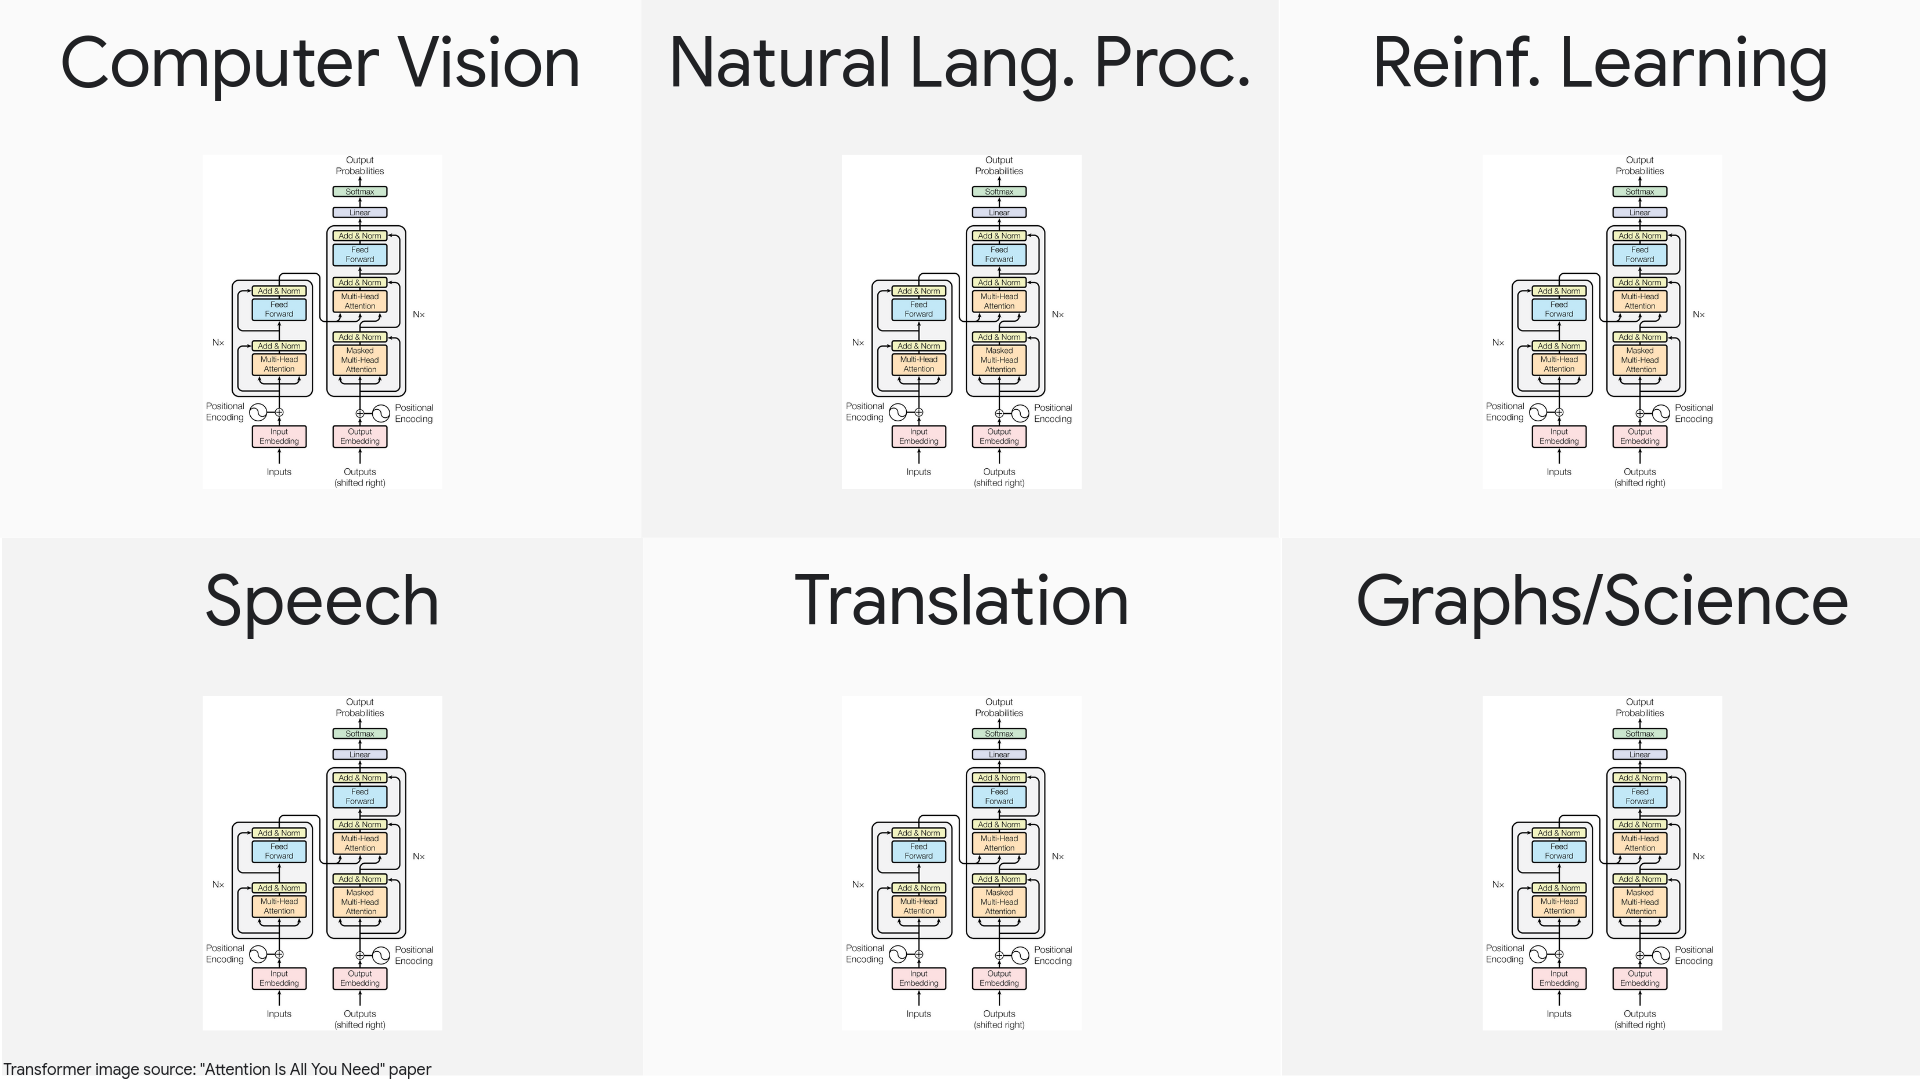 Computer Vision
Output
Probabilities
Softmax
Linear
Add & Norm
Feed
Forward
Add & Norm
Multi-Head
Attention
Add & Norm
Feed
Forward
Nx
Nx
Add & Norm
Masked
Multi-Head
Attention
Add & Norm
Multi-Head
Attention
Positional
Encoding
Positional
Encoding
Input
Embedding
Output
Embedding
Inputs
Outputs
(shifted right)
Natural Lang. Proc.
Output
Probabilities
Softmax
Linear
Add & Norm
Feed
Forward
Add & Norm
Multi-Head
Attention
Add & Norm
Feed
Forward
Nx
Nx
Add & Norm
Masked
Multi-Head
Attention
Add & Norm
Multi-Head
Attention
Positional
Encoding
Positional
Encoding
Input
Embedding
Output
Embedding
Inputs
Outputs
(shifted right)
Reinf. Learning
Output
Probabilities
Softmax
Linear
Add & Norm
Feed
Forward
Add & Norm
Multi-Head
Attention
Add & Norm
Feed
Forward
Nx
Nx
Add & Norm
Masked
Multi-Head
Attention
Add & Norm
Multi-Head
Attention
Positional
Encoding
Positional
Encoding
Input
Embedding
Output
Embedding
Inputs
Outputs
(shifted right)
Speech
Output
Probabilities
Softmax
Linear
Add & Norm
Feed
Forward
Add & Norm
Multi-Head
Attention
Add & Norm
Feed
Forward
Nx
Nx
Add & Norm
Masked
Multi-Head
Attention
Add & Norm
Multi-Head
Attention
Positional
Encoding
Positional
Encoding
Input
Embedding
Output
Embedding
Inputs
Outputs
(shifted right)
Translation
Output
Probabilities
Softmax
Linear
Add & Norm
Feed
Forward
Add & Norm
Multi-Head
Attention
Add & Norm
Feed
Forward
Nx
Nx
Add & Norm
Masked
Multi-Head
Attention
Add & Norm
Multi-Head
Attention
Positional
Encoding
Positional
Encoding
Input
Embedding
Output
Embedding
Inputs
Outputs
(shifted right)
Graphs/Science
Output
Probabilities
Softmax
Linear
Add & Norm
Feed
Forward
Add & Norm
Multi-Head
Attention
Add & Norm
Feed
Forward
Nx
Nx
Add & Norm
Masked
Multi-Head
Attention
Add & Norm
Multi-Head
Attention
Positional
Encoding
Positional
Encoding
Input
Embedding
Output
Embedding
Inputs
Outputs
(shifted right)
Transformer image source: "Attention Is All You Need" paper